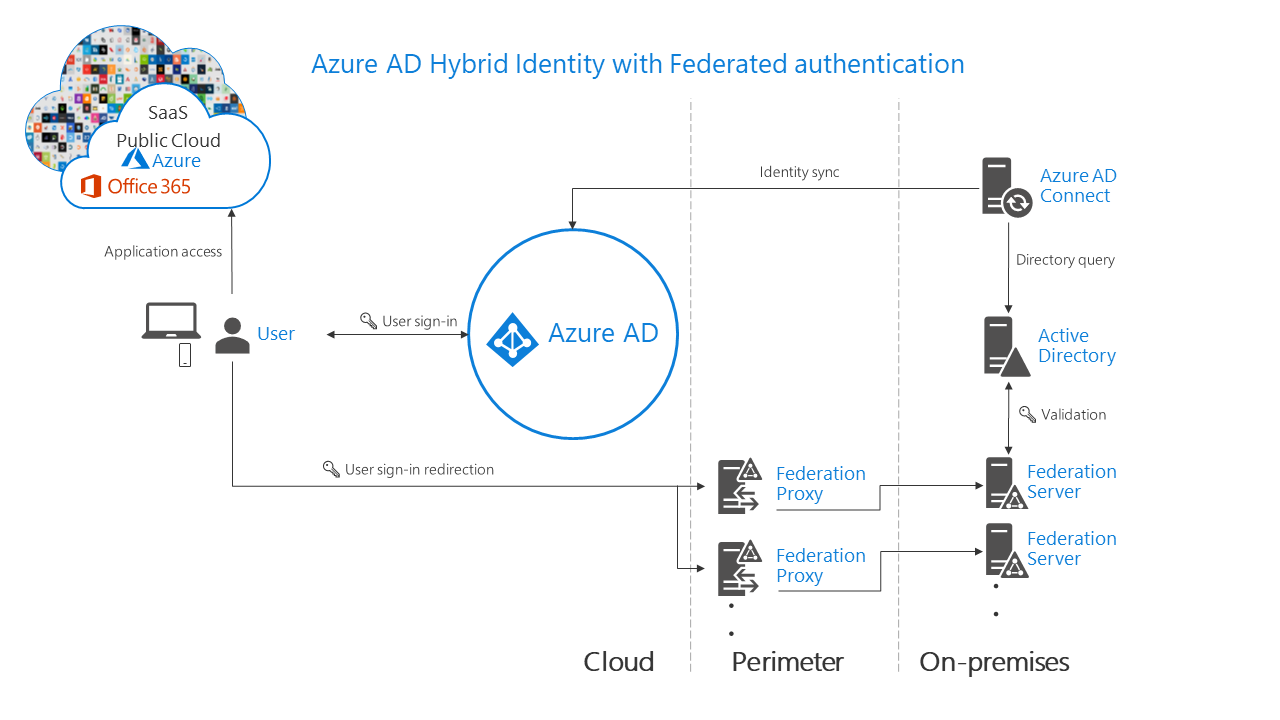 Azure AD Hybrid Identity with Federated authentication
SaaS
Public Cloud
Azure
Office 365
Identity sync
Azure AD
Connect
Application access
Directory query
User
User sign-in
Azure AD
Active
Directory
Validation
User sign-in redirection
Federation
Proxy
Federation
Server
Federation
Proxy
Federation
Server
Cloud
Perimeter
On-premises